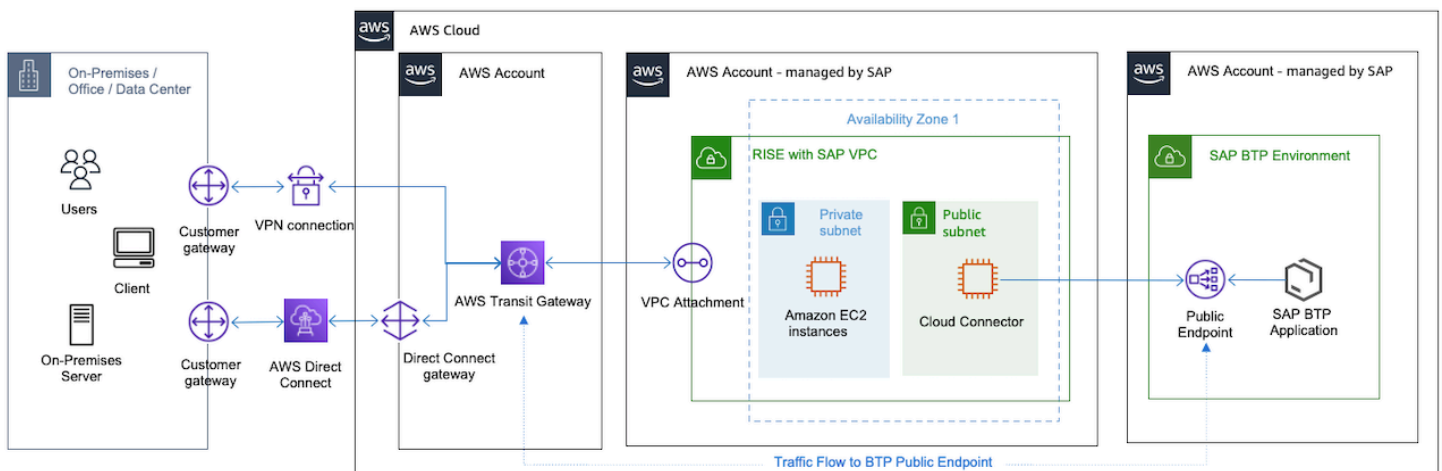 aws
AWS Cloud
On-Premises /
Office / Data Center
aws
AWS Account
aws
AWS Account - managed by SAP
aws
AWS Account - managed by SAP
Availability Zone 1
RISE with SAP VPC
SAP BTP Environment
Users
Customer
gateway
VPN connection
Private
subnet
Public
subnet
Client
AWS Transit Gateway
VPC Attachment
Amazon EC2
instances
Cloud Connector
Public
Endpoint
SAP BTP
Application
On-Premises
Server
Customer
gateway
AWS Direct
Connect
Direct Connect
gateway
Traffic Flow to BTP Public Endpoint